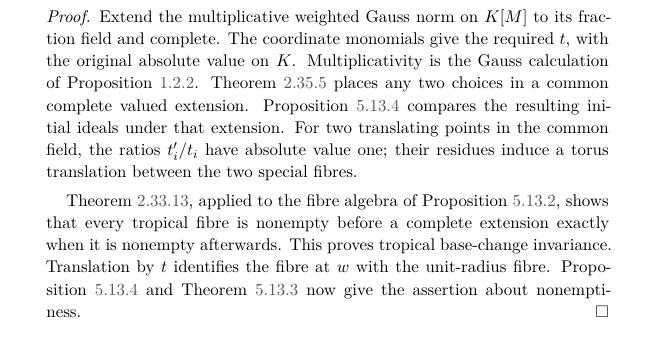 Proof. Extend the multiplicative weighted Gauss norm on K[M] to its frac-
tion field and complete. The coordinate monomials give the required t, with
the original absolute value on K. Multiplicativity is the Gauss calculation
of Proposition 1.2.2. Theorem 2.35.5 places any two choices in a common
complete valued extension. Proposition 5.13.4 compares the resulting ini-
tial ideals under that extension. For two translating points in the common
field, the ratios t′ᵢ/tᵢ have absolute value one; their residues induce a torus
translation between the two special fibres.
Theorem 2.33.13, applied to the fibre algebra of Proposition 5.13.2, shows
that every tropical fibre is nonempty before a complete extension exactly
when it is nonempty afterwards. This proves tropical base-change invariance.
Translation by t identifies the fibre at w with the unit-radius fibre. Propo-
sition 5.13.4 and Theorem 5.13.3 now give the assertion about nonempti-
ness. □